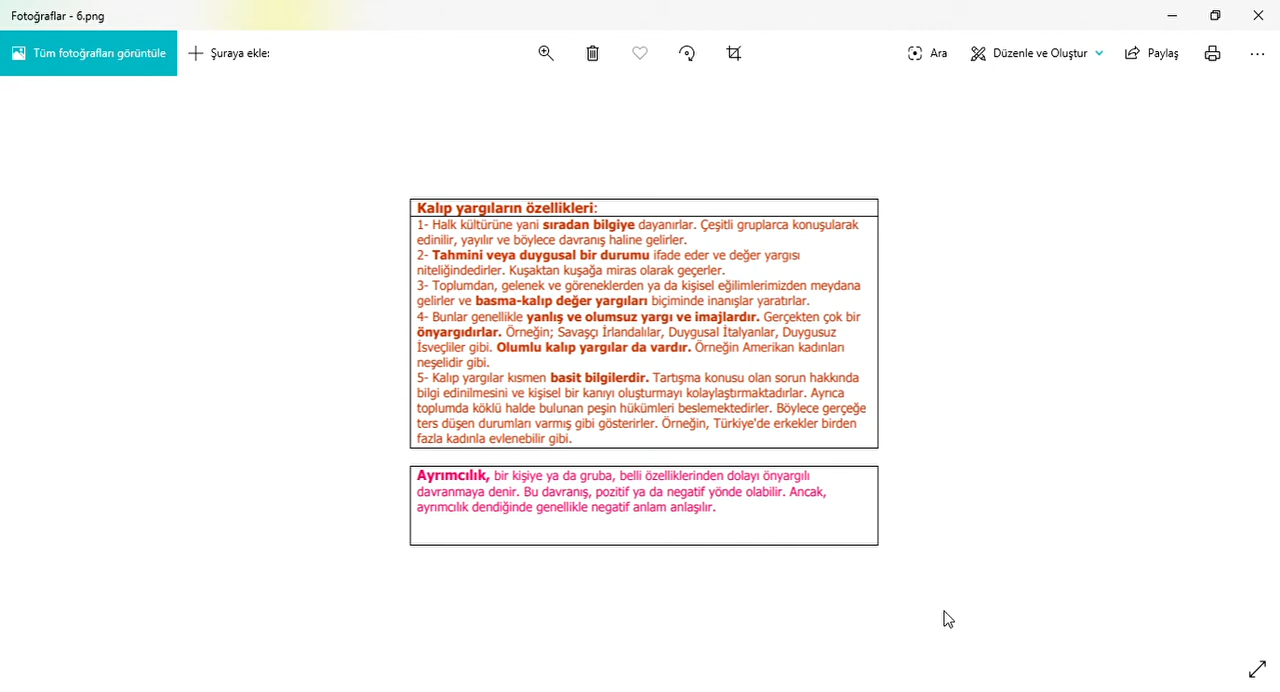 Fotoğraflar - 6.png
Tüm fotoğrafları görüntüle
Şuraya ekle:
Ara
Düzenle ve Oluştur
Paylaş
Kalıp yargıların özellikleri:
1- Halk kültürüne yani sıradan bilgiye dayanırlar. Çeşitli gruplarca konuşularak
edinilir, yayılır ve böylece davranış haline gelirler.
2- Tahmini veya duygusal bir durumu ifade eder ve değer yargısı
niteliğindedirler. Kuşaktan kuşağa miras olarak geçerler.
3- Toplumdan, gelenek ve göreneklerden ya da kişisel eğilimlerimizden meydana
gelirler ve basma-kalıp değer yargıları biçiminde inanışlar yaratırlar.
4- Bunlar genellikle yanlış ve olumsuz yargı ve imajlardır. Gerçekten çok bir
önyargıdırlar. Örneğin; Savaşçı İrlandalılar, Duygusal İtalyanlar, Duygusuz
İsveçliler gibi. Olumlu kalıp yargılar da vardır. Örneğin Amerikan kadınları
neşelidir gibi.
5- Kalıp yargılar kısmen basit bilgilerdir. Tartışma konusu olan sorun hakkında
bilgi edinilmesini ve kişisel bir kanıyı oluşturmayı kolaylaştırmaktadırlar. Ayrıca
toplumda köklü halde bulunan peşin hükümleri beslemektedirler. Böylece gerçeğe
ters düşen durumları varmış gibi gösterirler. Örneğin, Türkiye'de erkekler birden
fazla kadınla evlenebilir gibi.
Ayrımcılık, bir kişiye ya da gruba, belli özelliklerinden dolayı önyargılı
davranmaya denir. Bu davranış, pozitif ya da negatif yönde olabilir. Ancak,
ayrımcılık dendiğinde genellikle negatif anlam anlaşılır.